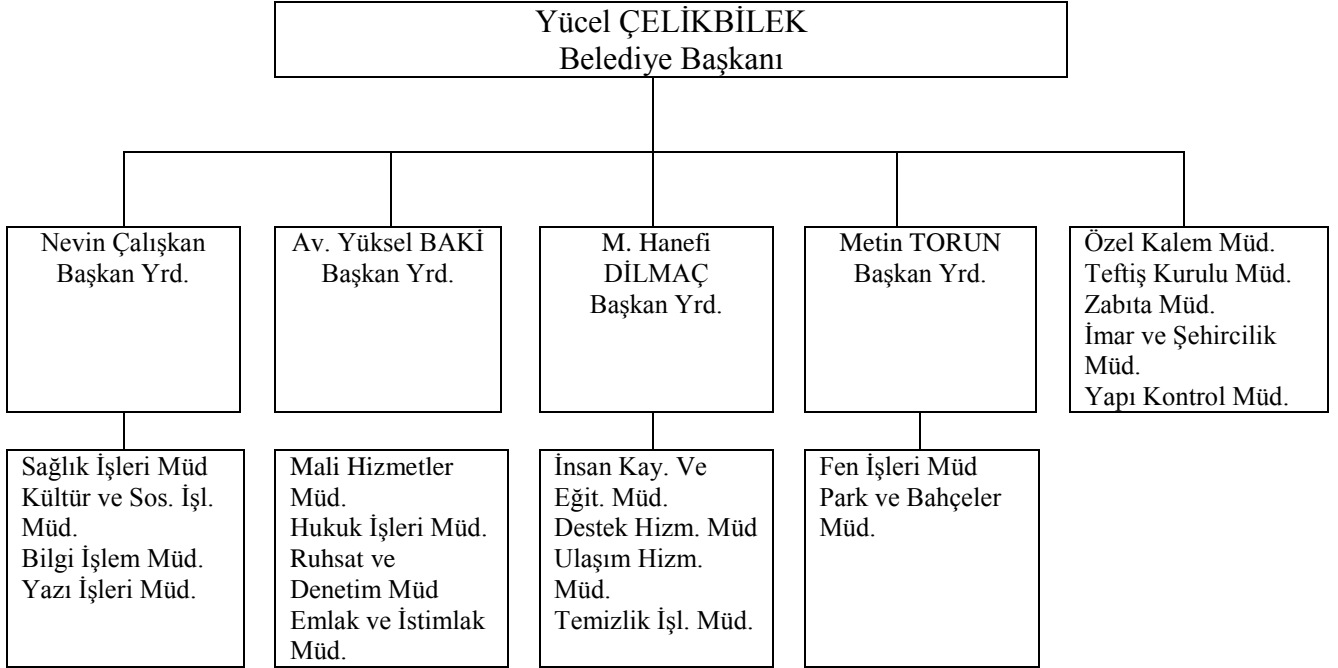 Yücel ÇELİKBİLEK
Belediye Başkanı
Nevin Çalışkan
Başkan Yrd.
Av. Yüksel BAKİ
Başkan Yrd.
M. Hanefi
DİLMAÇ
Başkan Yrd.
Metin TORUN
Başkan Yrd.
Özel Kalem Müd.
Teftiş Kurulu Müd.
Zabıta Müd.
İmar ve Şehircilik
Müd.
Yapı Kontrol Müd.
Sağlık İşleri Müd
Kültür ve Sos. İşl.
Müd.
Bilgi İşlem Müd.
Yazı İşleri Müd.
Mali Hizmetler
Müd.
Hukuk İşleri Müd.
Ruhsat ve
Denetim Müd
Emlak ve İstimlak
Müd.
İnsan Kay. Ve
Eğit. Müd.
Destek Hizm. Müd
Ulaşım Hizm.
Müd.
Temizlik İşl. Müd.
Fen İşleri Müd
Park ve Bahçeler
Müd.